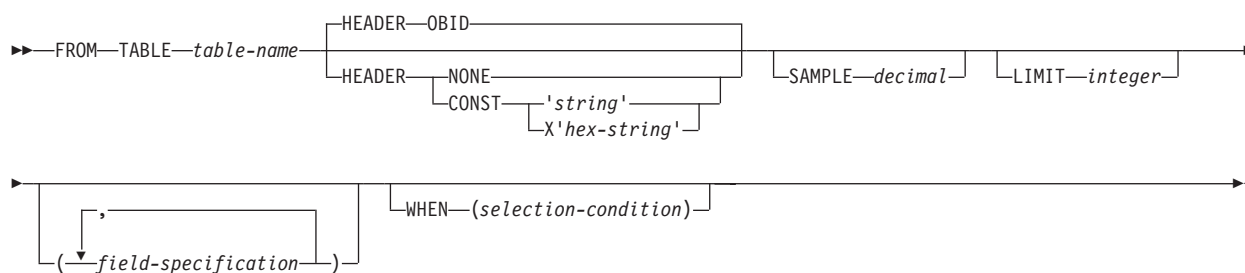 HEADER OBID
FROM TABLE table-name
HEADER NONE
SAMPLE decimal
LIMIT integer
CONST 'string'
X'hex-string'
,
WHEN (selection-condition)
( field-specification )